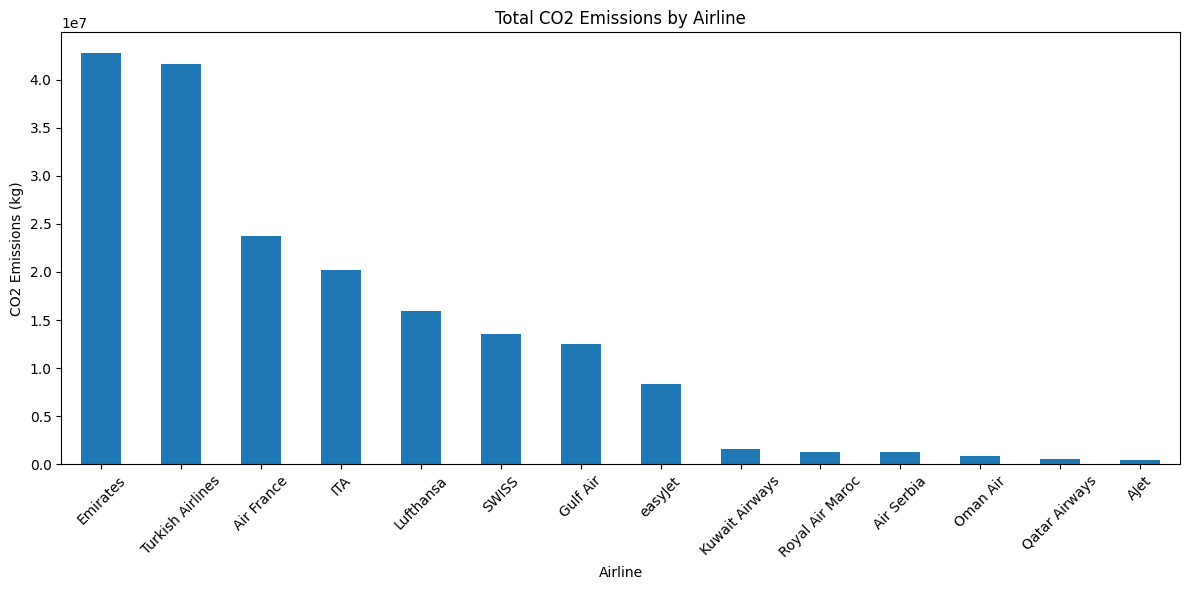 Total CO2 Emissions by Airline
1e7
4.0
3.5
3.0
2.5
2.0
1.5
1.0
0.5
0.0
CO2 Emissions (kg)
Emirates
Turkish Airlines
Air France
ITA
Lufthansa
SWISS
Gulf Air
easyJet
Kuwait Airways
Royal Air Maroc
Air Serbia
Oman Air
Qatar Airways
AJet
Airline